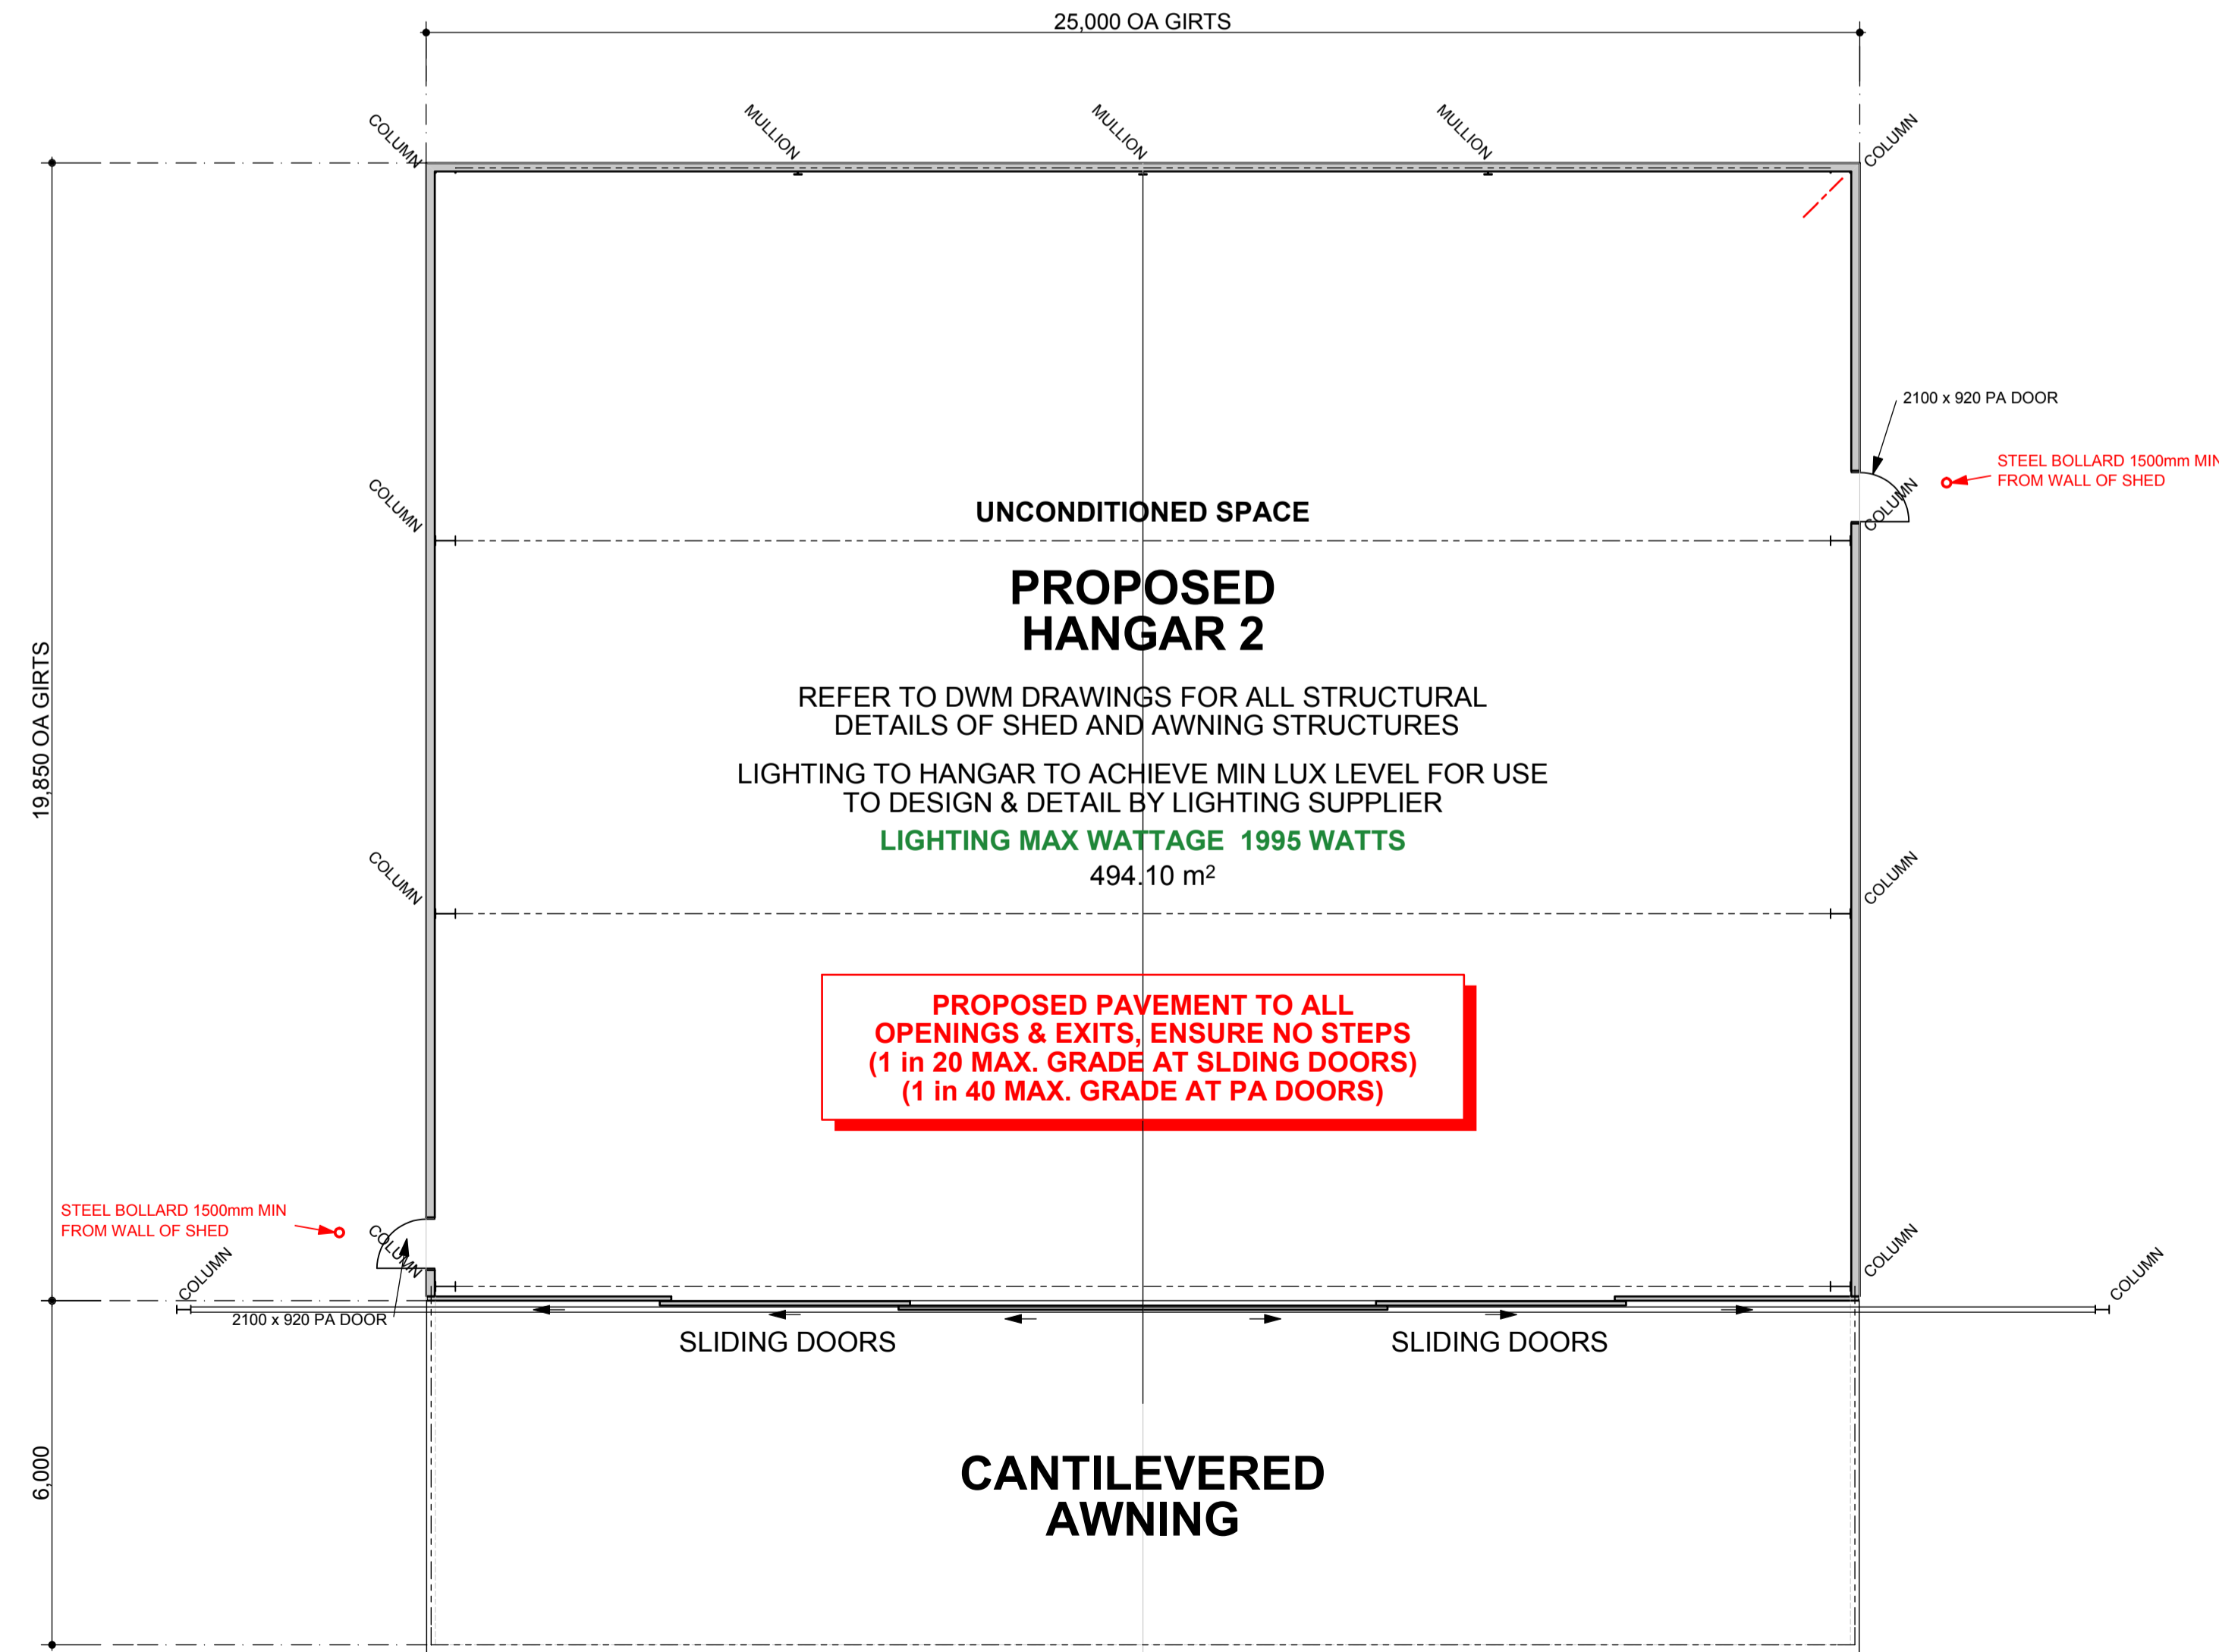 25,000 OA GIRTS
COLUMN
MULLION
MULLION
MULLION
COLUMN
2100 x 920 PA DOOR
STEEL BOLLARD 1500mm MIN
FROM WALL OF SHED
COLUMN
COLUMN
UNCONDITIONED SPACE
PROPOSED
HANGAR 2
19,850 OA GIRTS
REFER TO DWM DRAWINGS FOR ALL STRUCTURAL
DETAILS OF SHED AND AWNING STRUCTURES
LIGHTING TO HANGAR TO ACHIEVE MIN LUX LEVEL FOR USE
TO DESIGN & DETAIL BY LIGHTING SUPPLIER
LIGHTING MAX WATTAGE 1995 WATTS
494.10 m²
COLUMN
COLUMN
PROPOSED PAVEMENT TO ALL
OPENINGS & EXITS, ENSURE NO STEPS
(1 in 20 MAX. GRADE AT SLDING DOORS)
(1 in 40 MAX. GRADE AT PA DOORS)
STEEL BOLLARD 1500mm MIN
FROM WALL OF SHED
COLUMN
COLUMN
COLUMN
COLUMN
2100 x 920 PA DOOR
SLIDING DOORS
SLIDING DOORS
6,000
CANTILEVERED
AWNING